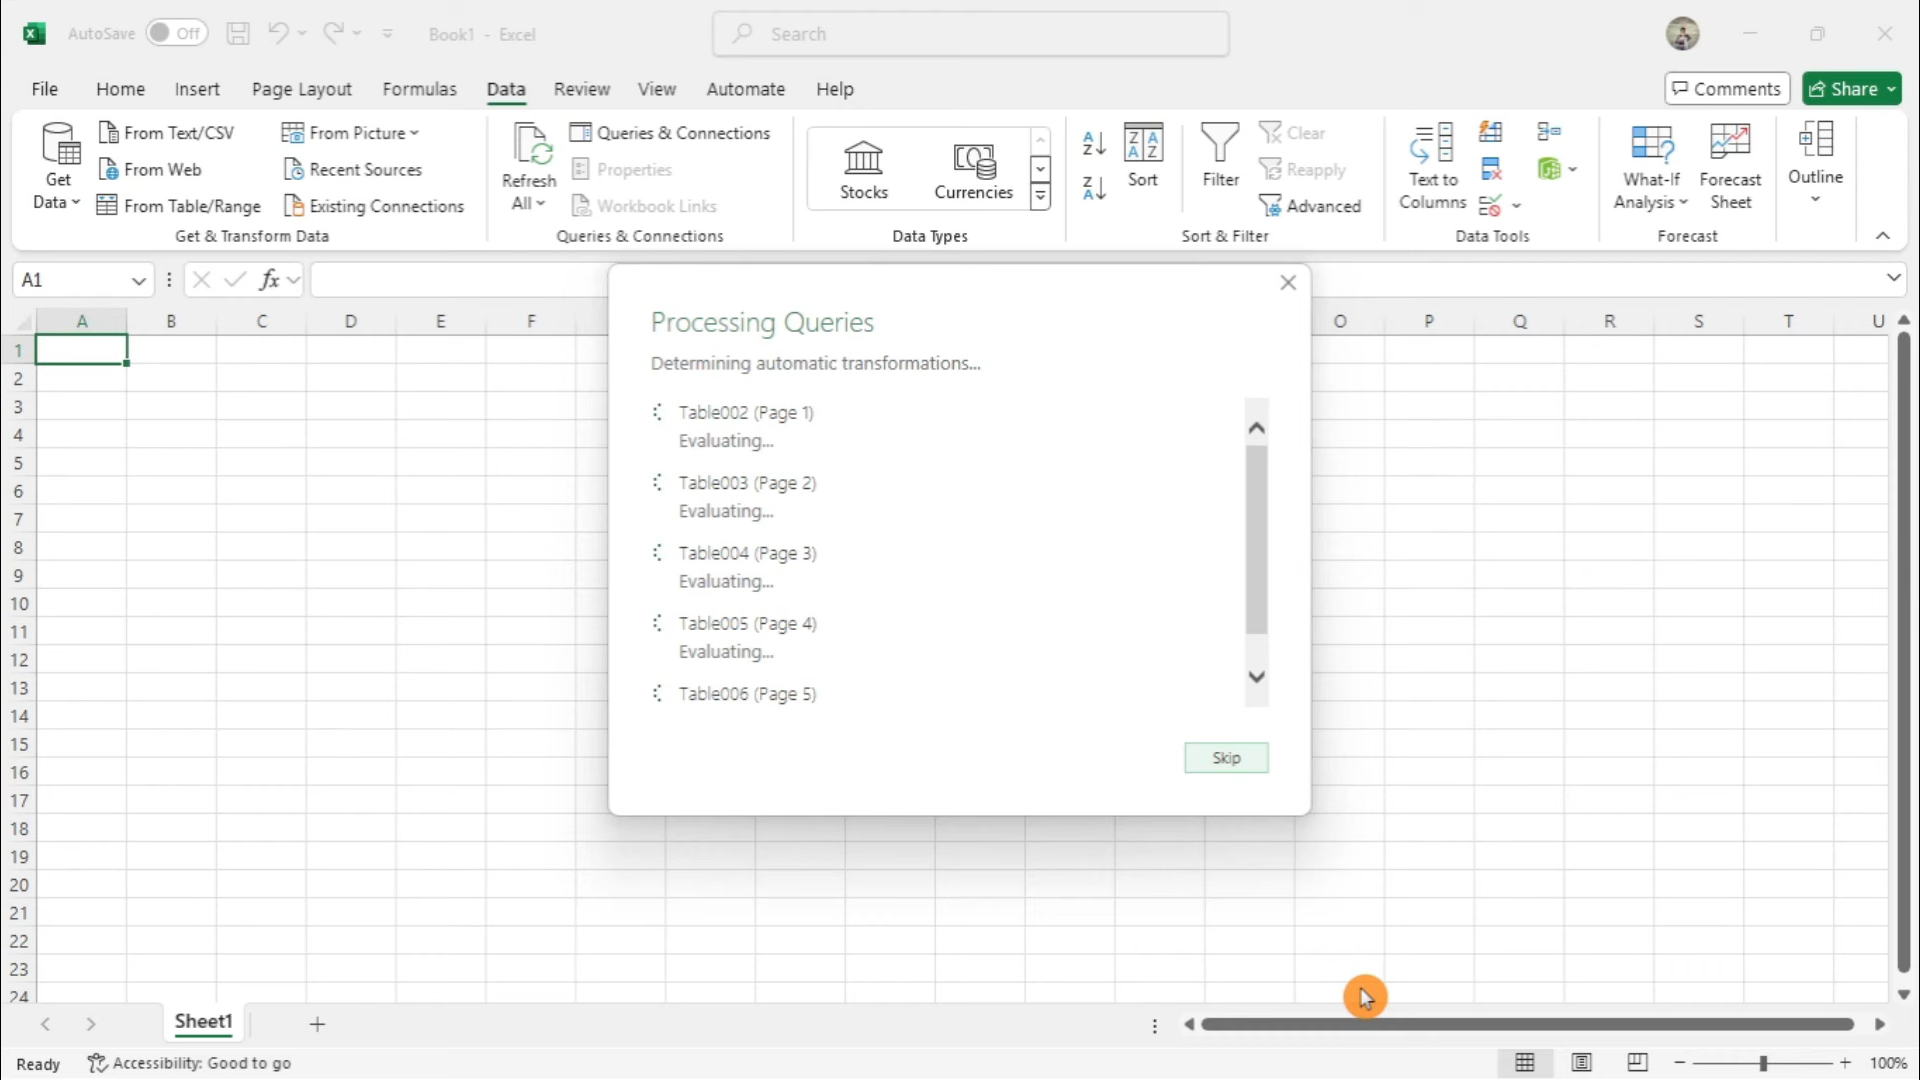 AutoSave Off Book1 - Excel Search
File Home Insert Page Layout Formulas Data Review View Automate Help Comments Share
Get Data
From Text/CSV
From Web
From Table/Range
From Picture
Recent Sources
Existing Connections
Get & Transform Data
Refresh All
Queries & Connections
Properties
Workbook Links
Queries & Connections
Stocks Currencies
Data Types
Sort
Filter
Clear
Reapply
Advanced
Sort & Filter
Text to Columns
Data Tools
What-If Analysis
Forecast Sheet
Forecast
Outline
A1 fx
A B C D E F O P Q R S T U
1
2
3
4
5
6
7
8
9
10
11
12
13
14
15
16
17
18
19
20
21
22
23
24
Processing Queries
Determining automatic transformations...
Table002 (Page 1)
Evaluating...
Table003 (Page 2)
Evaluating...
Table004 (Page 3)
Evaluating...
Table005 (Page 4)
Evaluating...
Table006 (Page 5)
Skip
Sheet1
Ready Accessibility: Good to go 100%